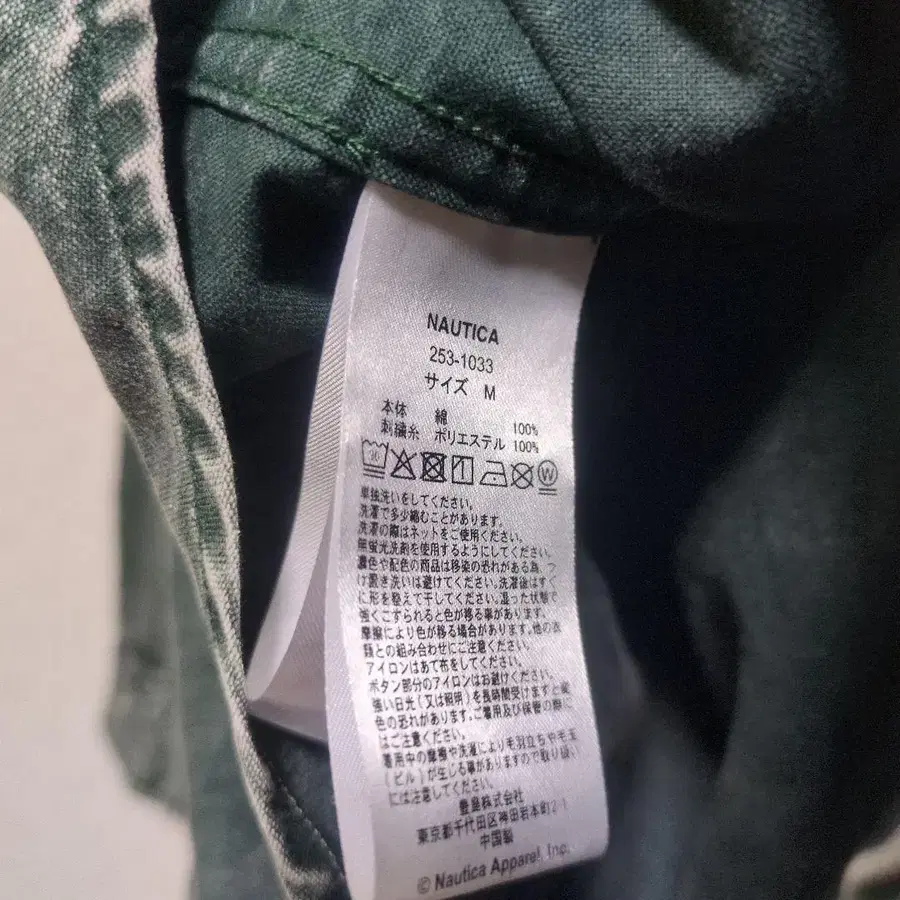 NAUTICA
253-1033
サイズ M
本体 綿 100%
刺繍糸 ポリエステル 100%
単独洗いをしてください。
洗濯で多少縮むことがあります。
洗濯の際はネットをご使用ください。
無蛍光洗剤を使用するようにしてください。
濃色や配色の商品は移染の恐れがある為、つ
け置き洗いは避けてください。洗濯後はすぐ
に形を整えて干してください。湿った状態で
強くこすられると色が移る事があります。
摩擦により色が移る場合があります。他の衣
類との組み合わせにご注意ください。
アイロンはあて布をしてください。
ボタン部分のアイロンはお避けください。
強い日光(又は照明)を長時間受けますと変
色の恐れがあります。ご着用及び保管の際に
はご注意ください。
着用中の摩擦や洗濯により毛羽立ちや毛玉
(ピル)が生じる事がありますので取り扱い
には注意してください。
豊島株式会社
東京都千代田区神田岩本町2-1
中国製
© Nautica Apparel, Inc.